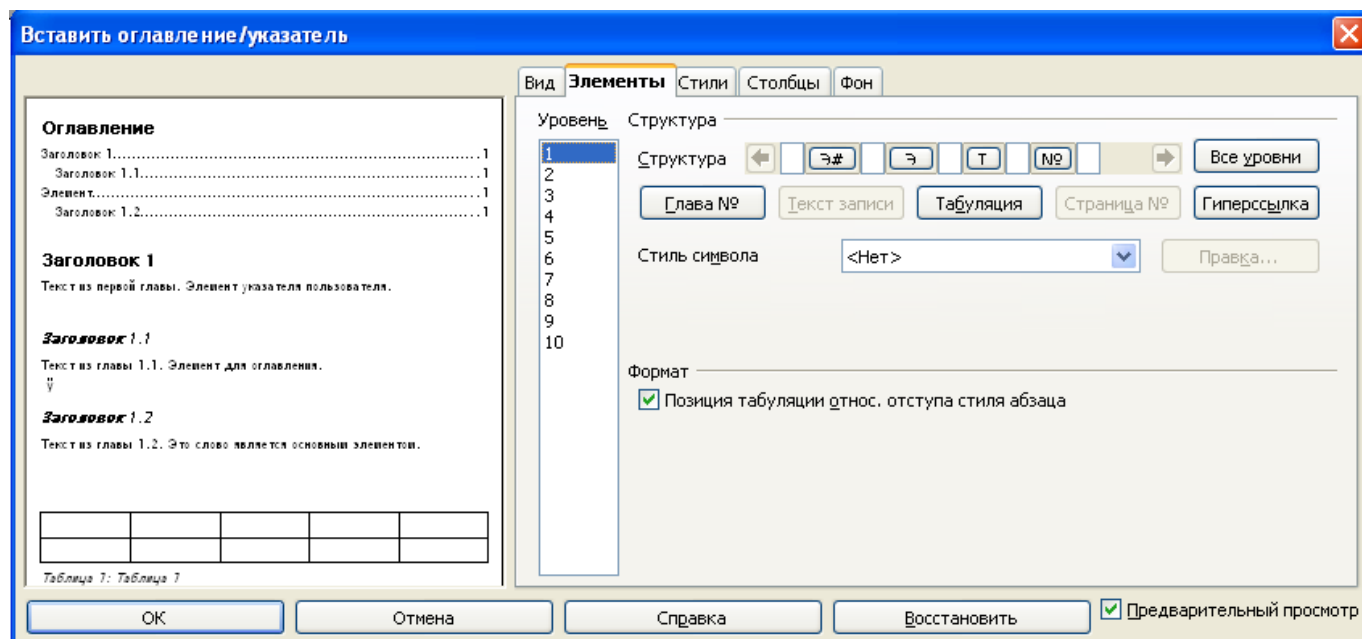 Вставить оглавление/указатель
Оглавление
Заголовок 1.......................................................................................1
Заголовок 1.1.................................................................................1
Элемент...........................................................................................1
Заголовок 1.2.................................................................................1
Заголовок 1
Текст из первой главы. Элемент указателя пользователя.
Заголовок 1.1
Текст из главы 1.1. Элемент для оглавления.
ÿ
Заголовок 1.2
Текст из главы 1.2. Это слово является основным элементом.
Таблица 1: Таблица 1
Вид Элементы Стили Столбцы Фон
Уровень Структура
1
2
3
4
5
6
7
8
9
10
Структура Э# Э Т № Все уровни
Глава № Текст записи Табуляция Страница № Гиперссылка
Стиль символа <Нет> Правка...
Формат
Позиция табуляции относ. отступа стиля абзаца
ОК Отмена Справка Восстановить Предварительный просмотр